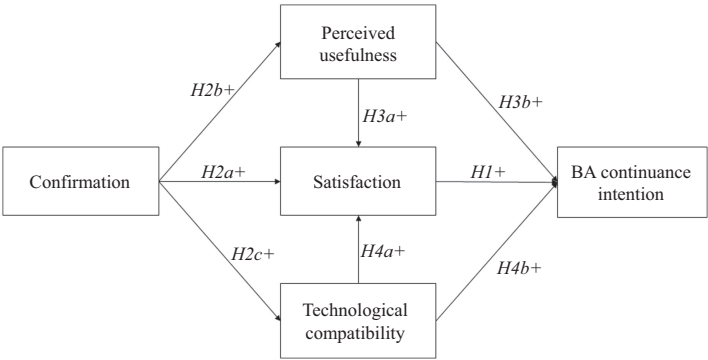 Perceived
usefulness
H2b+
H3b+
H3a+
Confirmation
H2a+
Satisfaction
H1+
BA continuance
intention
H2c+
H4a+
H4b+
Technological
compatibility